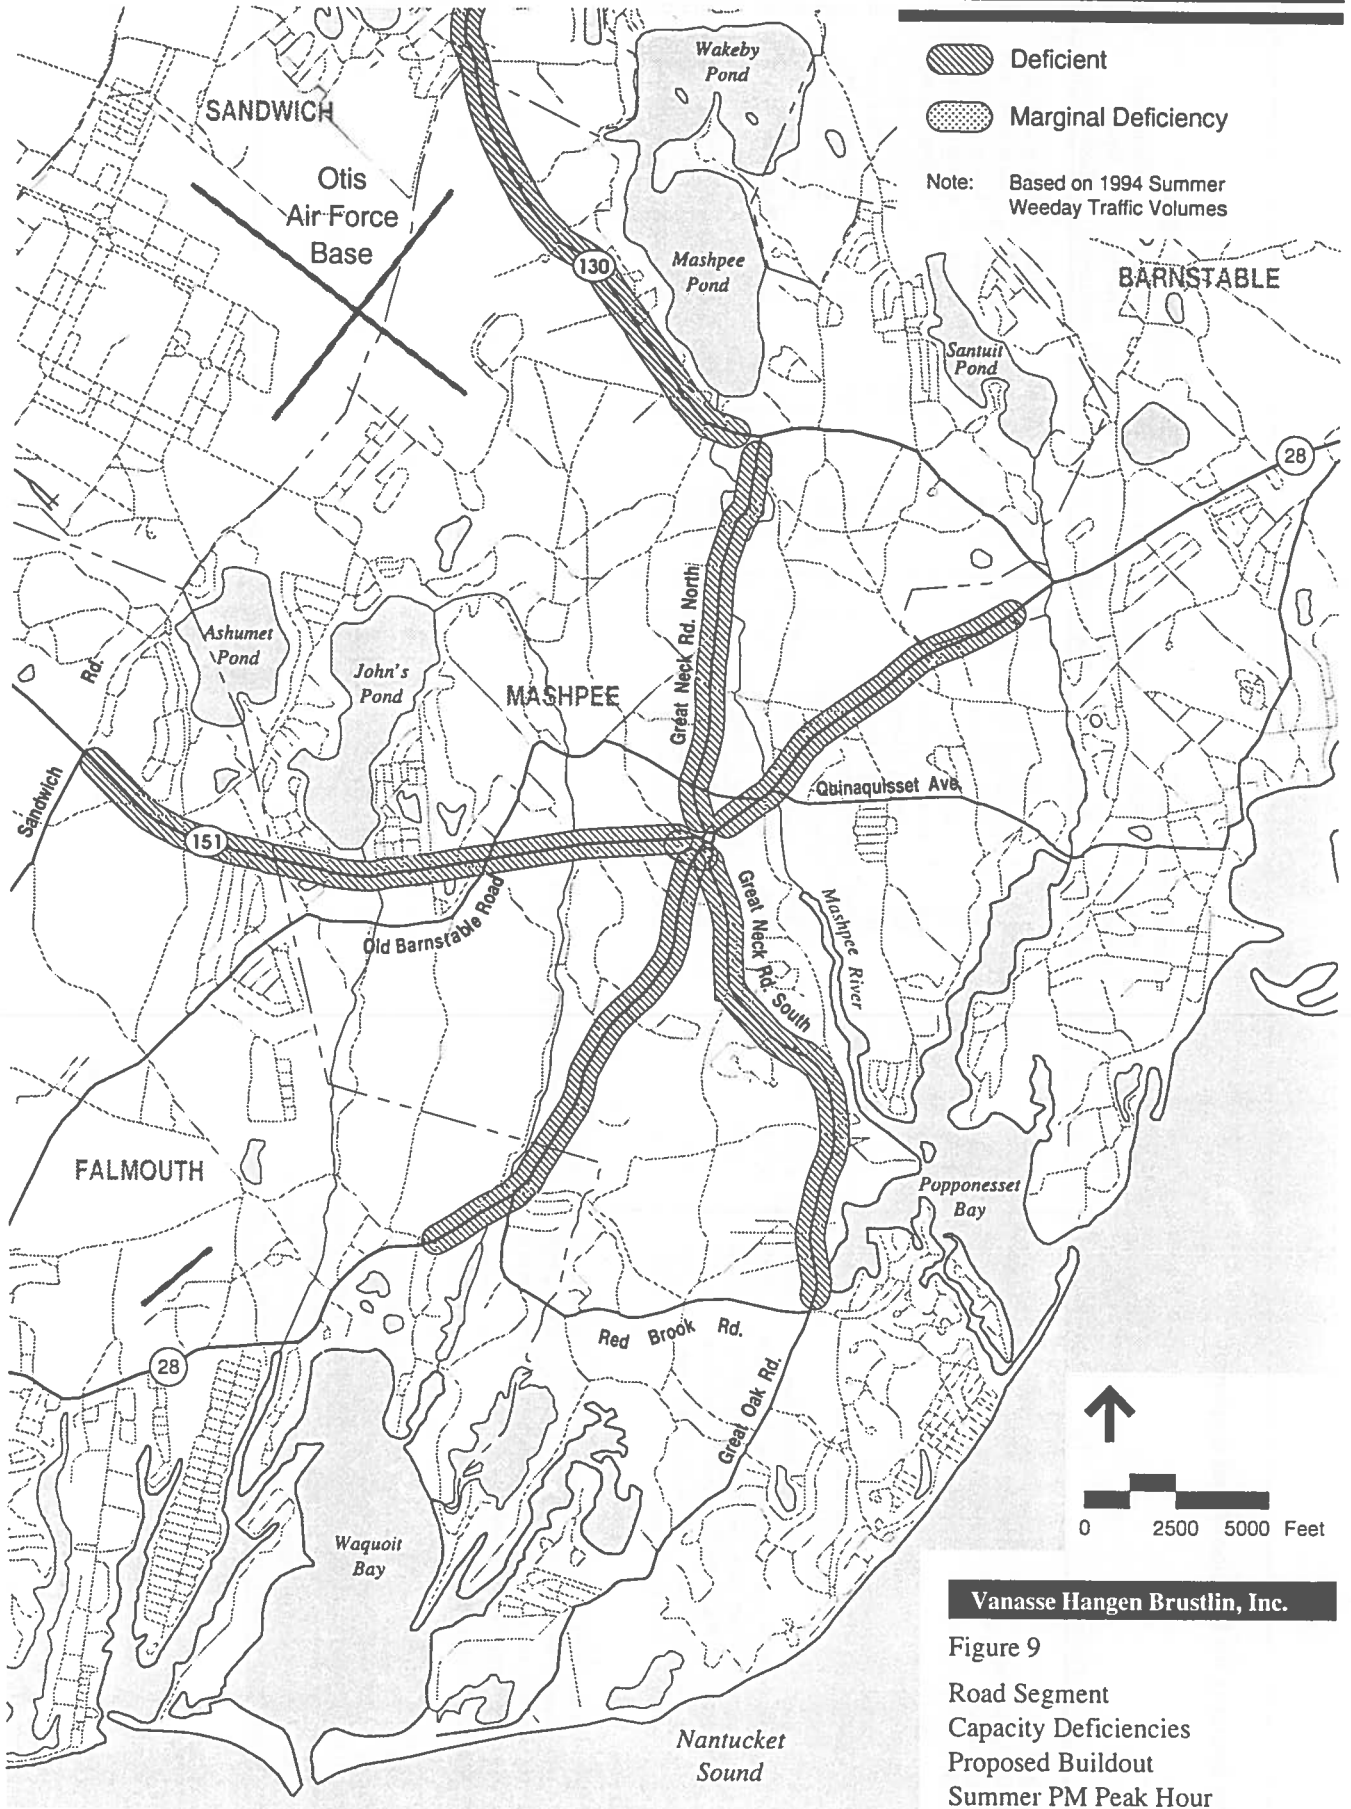 Wakeby
Pond
Deficient
SANDWICH
Marginal Deficiency
Otis
Air Force
Base
Note: Based on 1994 Summer
Weeday Traffic Volumes
130
Mashpee
Pond
BARNSTABLE
Santuit
Pond
28
Great Neck Rd. North
Ashumet
Pond
Rd.
John's
Pond
MASHPEE
Sandwich
Quinaquisset Ave.
151
Old Barnstable Road
Great Neck Rd. South
Mashpee River
FALMOUTH
Popponesset
Bay
Red Brook Rd.
28
Great Oak Rd.
0 2500 5000 Feet
Waquoit
Bay
Vanasse Hangen Brustlin, Inc.
Figure 9
Road Segment
Capacity Deficiencies
Proposed Buildout
Summer PM Peak Hour
Nantucket
Sound